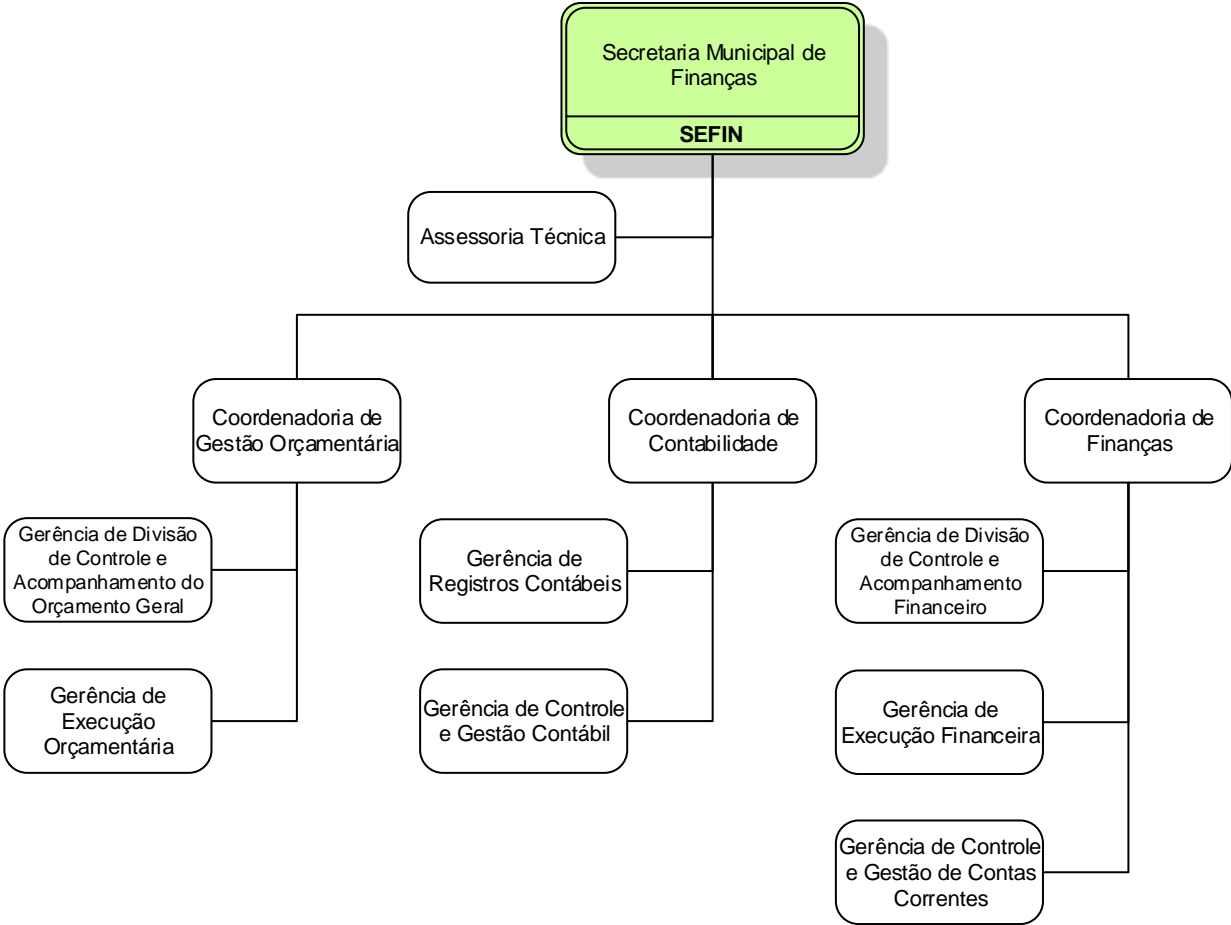 Secretaria Municipal de
Finanças
SEFIN
Assessoria Técnica
Coordenadoria de
Gestão Orçamentária
Coordenadoria de
Contabilidade
Coordenadoria de
Finanças
Gerência de Divisão
de Controle e
Acompanhamento do
Orçamento Geral
Gerência de
Registros Contábeis
Gerência de Divisão
de Controle e
Acompanhamento
Financeiro
Gerência de
Execução
Orçamentária
Gerência de Controle
e Gestão Contábil
Gerência de
Execução Financeira
Gerência de Controle
e Gestão de Contas
Correntes